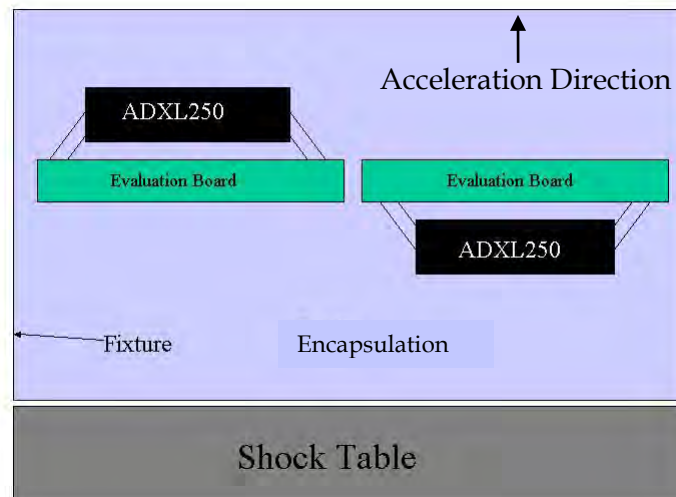 Acceleration Direction
ADXL250
Evaluation Board
Evaluation Board
ADXL250
Fixture
Encapsulation
Shock Table